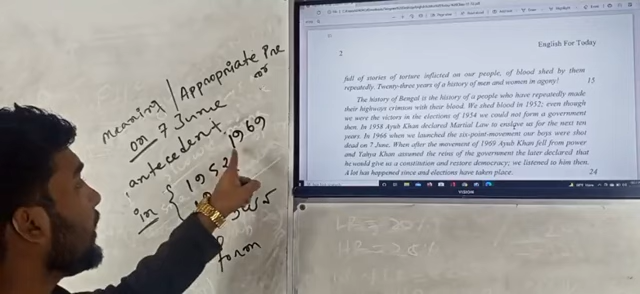 Meaning / Appropriate Pre
or
on 7 June
antecedent
1969
in { 1952
form
2
English For Today
full of stories of torture inflicted on our people, of blood shed by them
repeatedly. Twenty-three years of a history of men and women in agony!
15
The history of Bengal is the history of a people who have repeatedly made
their highways crimson with their blood. We shed blood in 1952; even though
we were the victors in the elections of 1954 we could not form a government
then. In 1958 Ayub Khan declared Martial Law to enslave us for the next ten
years. In 1966 when we launched the six-point-movement our boys were shot
dead on 7 June. When after the movement of 1969 Ayub Khan fell from power
and Yahya Khan assumed the reins of the government the later declared that
he would give us a constitution and restore democracy; we listened to him then.
A lot has happened since and elections have taken place.
24
VISION